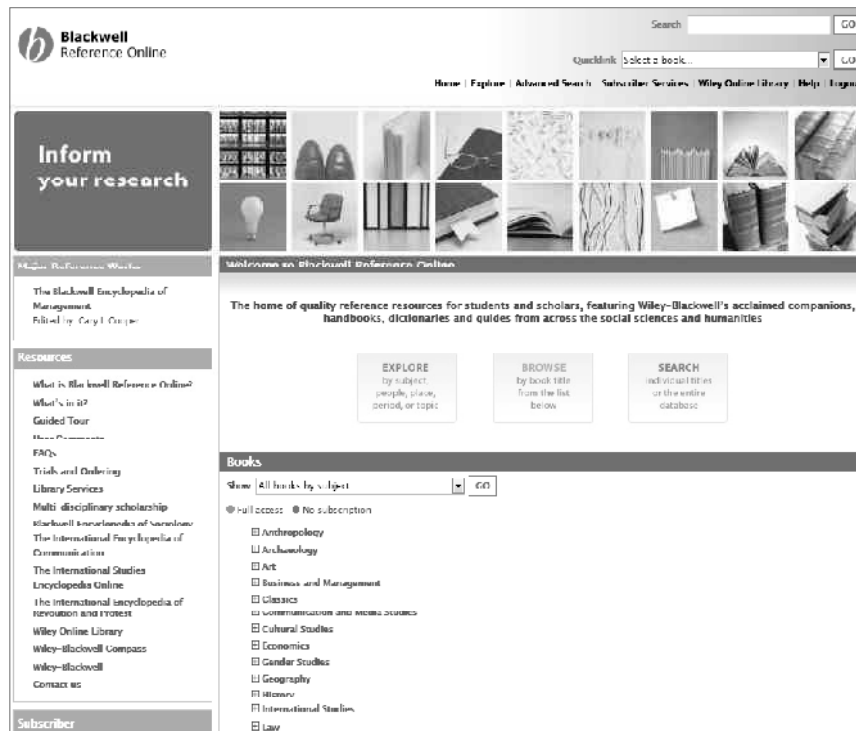 Blackwell
Reference Online
Search GO
Quicklink Select a book... GO
Home | Explore | Advanced Search | Subscriber Services | Wiley Online Library | Help | Logout
Inform
your research
Major Reference Works
The Blackwell Encyclopedia of
Management
Edited by: Cary L Cooper
Resources
What is Blackwell Reference Online?
What's in it?
Guided Tour
User Comments
FAQs
Trials and Ordering
Library Services
Multi-disciplinary scholarship
Blackwell Encyclopedia of Sociology
The International Encyclopedia of
Communication
The International Studies
Encyclopedia Online
The International Encyclopedia of
Revolution and Protest
Wiley Online Library
Wiley-Blackwell Compass
Wiley-Blackwell
Contact us
Subscriber
Welcome to Blackwell Reference Online
The home of quality reference resources for students and scholars, featuring Wiley-Blackwell's acclaimed companions,
handbooks, dictionaries and guides from across the social sciences and humanities
EXPLORE
by subject,
people, place,
period, or topic
BROWSE
by book title
from the list
below
SEARCH
individual titles
or the entire
database
Books
Show All books by subject GO
Full access No subscription
Anthropology
Archaeology
Art
Business and Management
Classics
Communication and Media Studies
Cultural Studies
Economics
Gender Studies
Geography
History
International Studies
Law